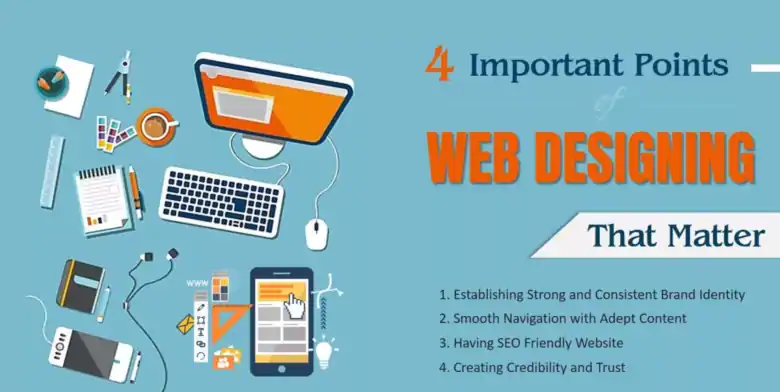 4 Important Points
of
WEB DESIGNING
That Matter
1. Establishing Strong and Consistent Brand Identity
2. Smooth Navigation with Adept Content
3. Having SEO Friendly Website
4. Creating Credibility and Trust
WWW